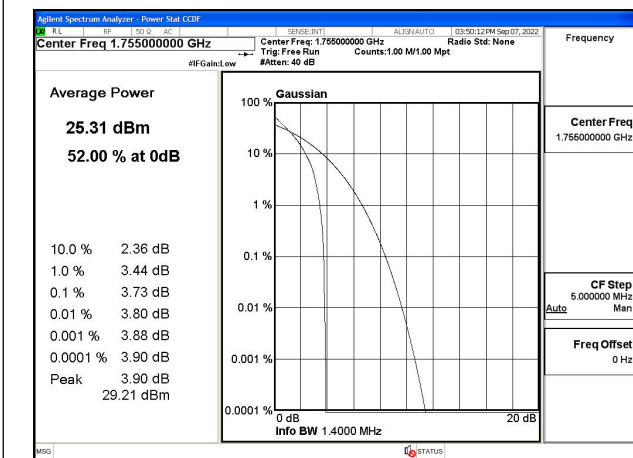 Agilent Spectrum Analyzer - Power Stat CCDF
RL RF 50 Ω AC SENSE:INT ALIGN AUTO 03:50:12 PM Sep 07, 2022
Center Freq 1.755000000 GHz
Center Freq: 1.755000000 GHz Radio Std: None
Trig: Free Run Counts:1.00 M/1.00 Mpt
#IFGain:Low #Atten: 40 dB
Frequency
Average Power
25.31 dBm
52.00 % at 0dB
10.0 % 2.36 dB
1.0 % 3.44 dB
0.1 % 3.73 dB
0.01 % 3.80 dB
0.001 % 3.88 dB
0.0001 % 3.90 dB
Peak 3.90 dB
29.21 dBm
Gaussian
100 %
10 %
1 %
0.1 %
0.01 %
0.001 %
0.0001 %
0 dB 20 dB
Info BW 1.4000 MHz
Center Freq
1.755000000 GHz
CF Step
5.000000 MHz
Auto Man
Freq Offset
0 Hz
MSG STATUS